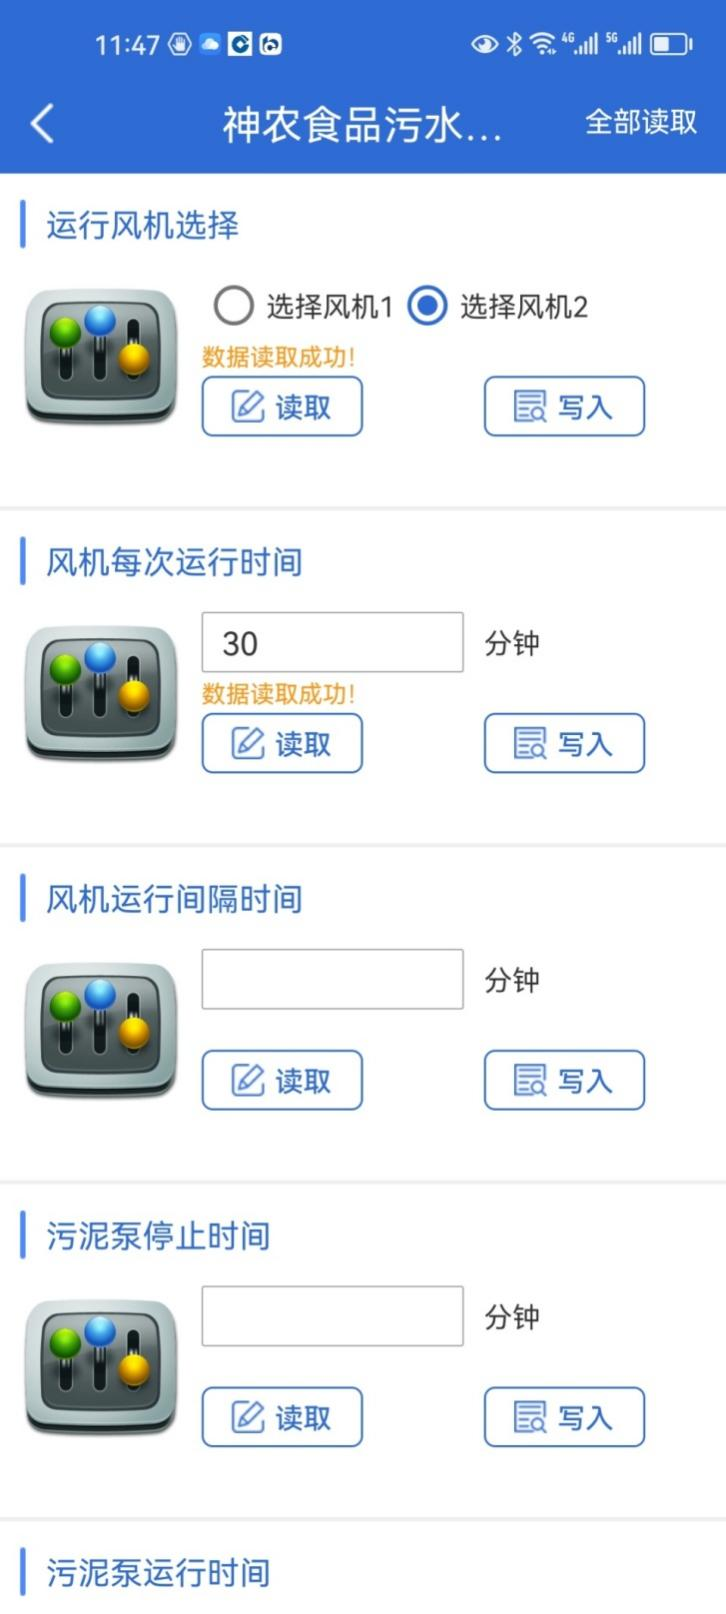 11:47 4G 5G
神农食品污水... 全部读取
运行风机选择
选择风机1 选择风机2
数据读取成功!
读取 写入
风机每次运行时间
30 分钟
数据读取成功!
读取 写入
风机运行间隔时间
分钟
读取 写入
污泥泵停止时间
分钟
读取 写入
污泥泵运行时间